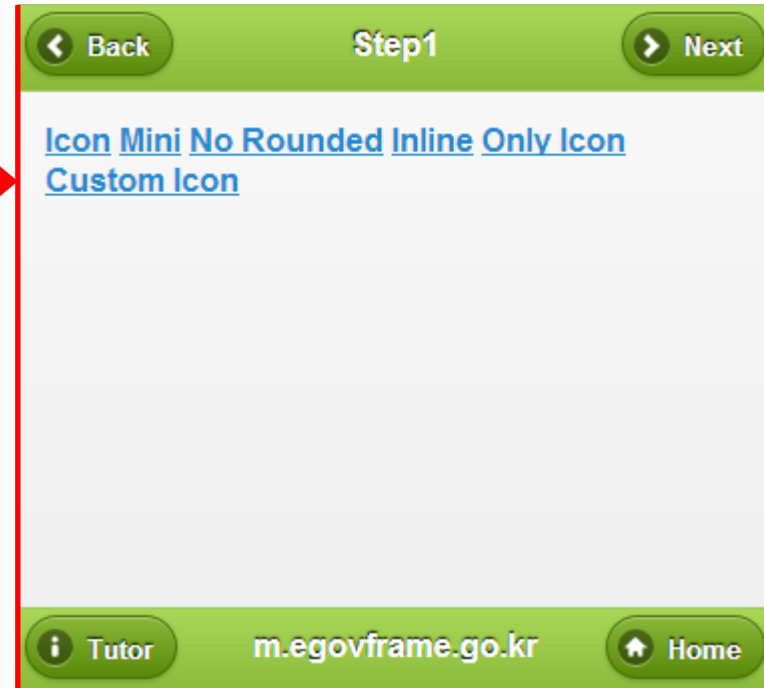 Back Step1 Next
Icon Mini No Rounded Inline Only Icon
Custom Icon
Tutor m.egovframe.go.kr Home